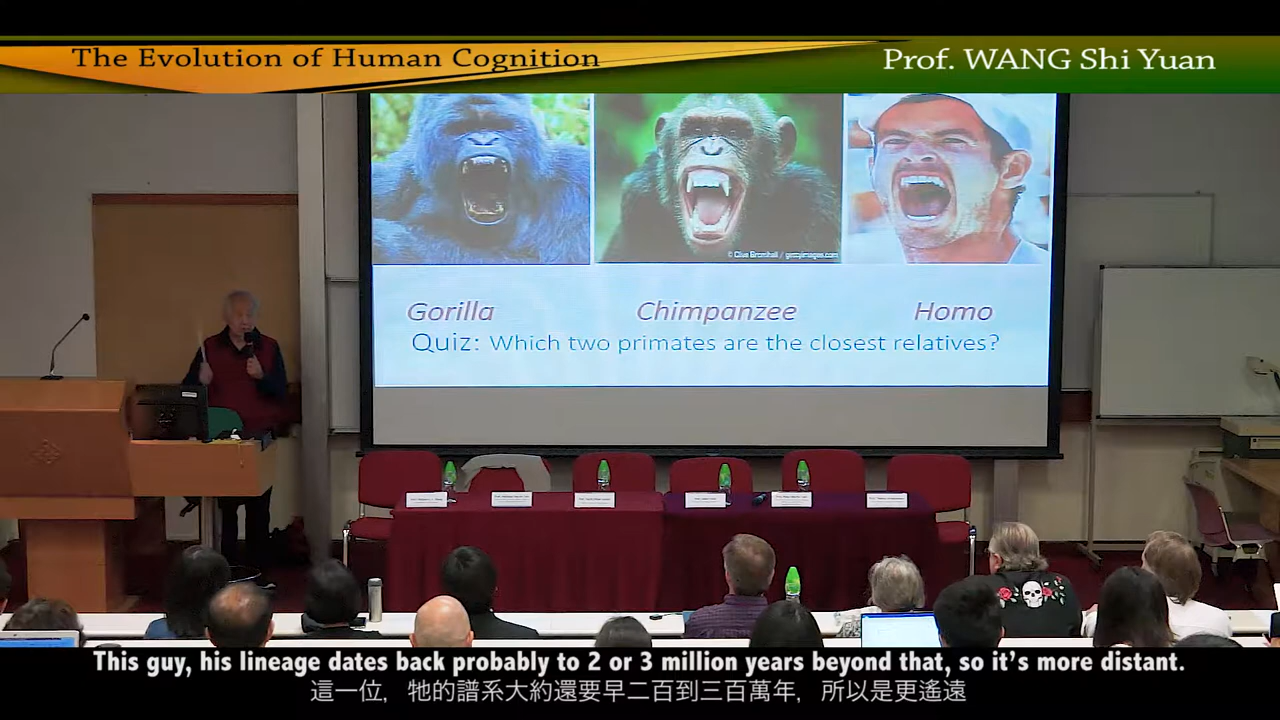 The Evolution of Human Cognition
Prof. WANG Shi Yuan
Gorilla
Chimpanzee
Homo
Quiz: Which two primates are the closest relatives?
This guy, his lineage dates back probably to 2 or 3 million years beyond that, so it's more distant.
這一位，牠的譜系大約還要早二百到三百萬年，所以是更遙遠